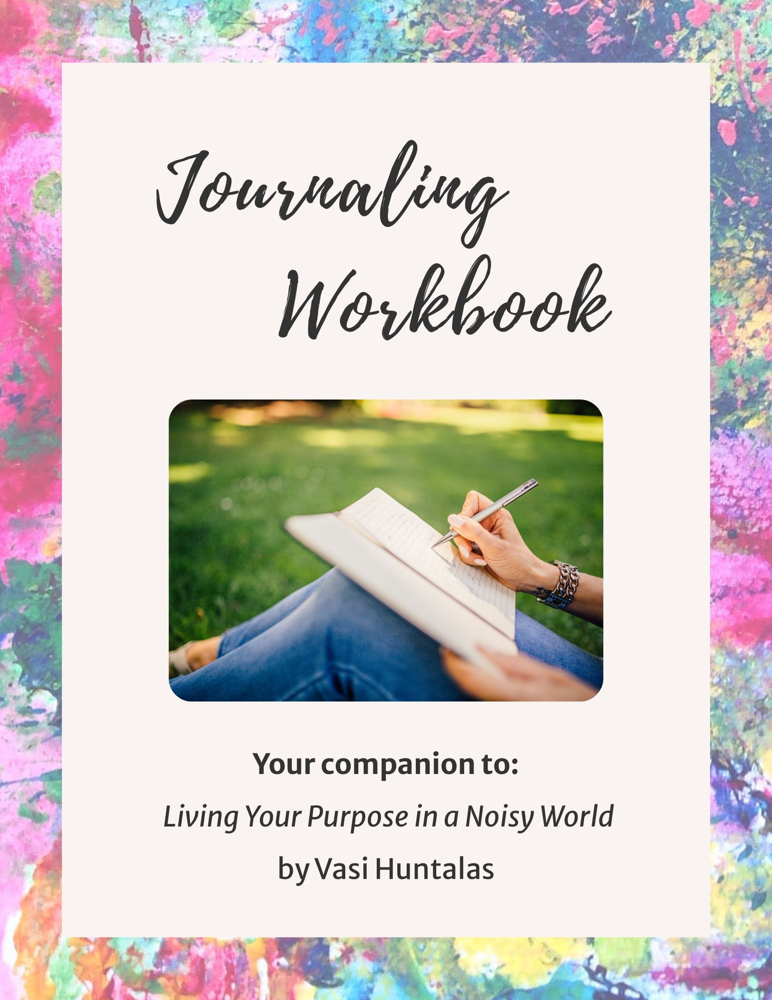 Journaling
Workbook
Your companion to:
Living Your Purpose in a Noisy World
by Vasi Huntalas